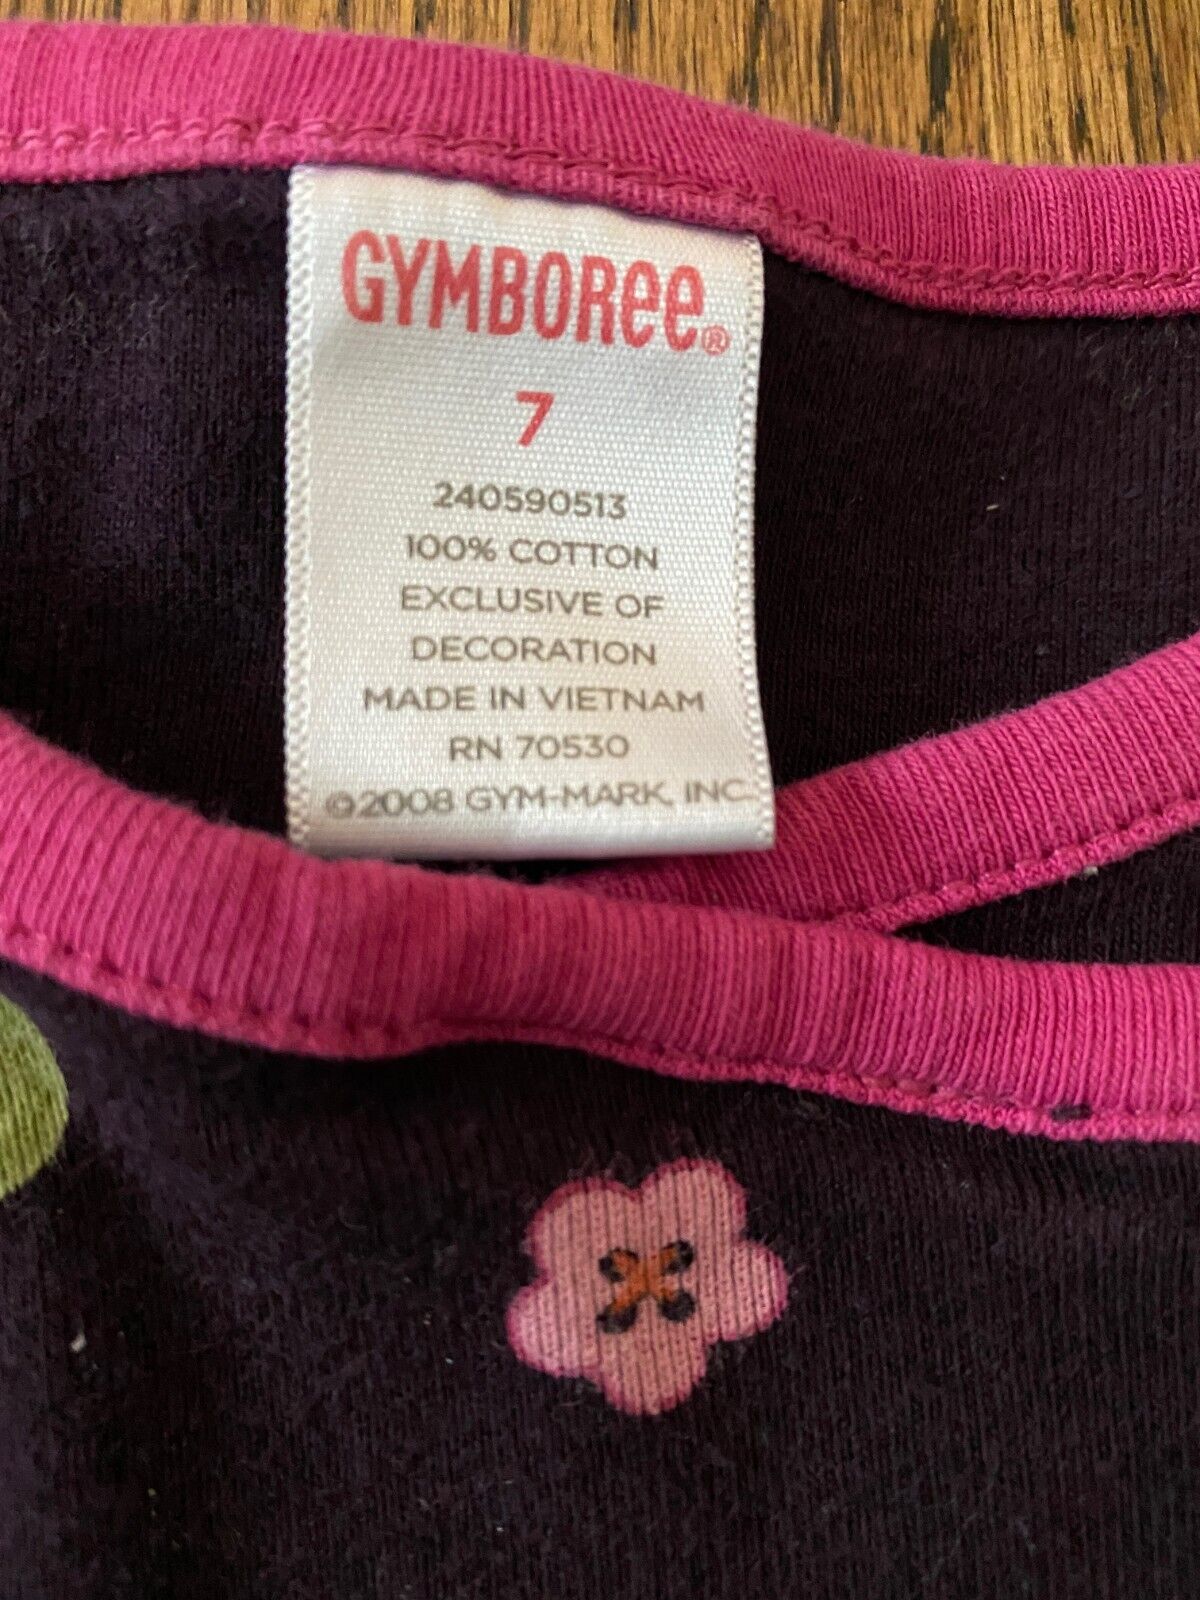 GYMBOREE®
7
240590513
100% COTTON
EXCLUSIVE OF
DECORATION
MADE IN VIETNAM
RN 70530
©2008 GYM-MARK, INC.